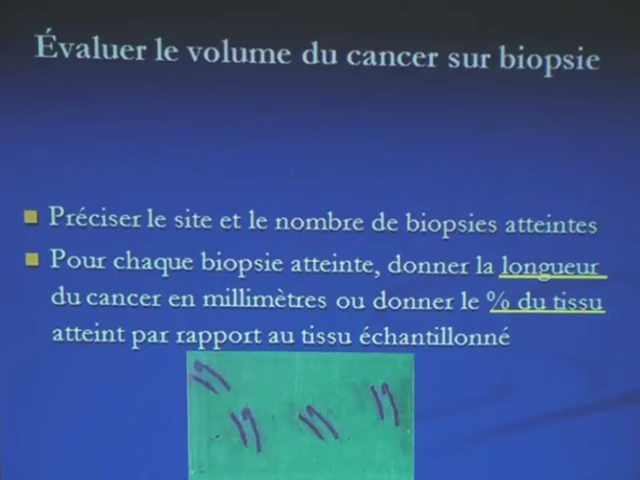 Évaluer le volume du cancer sur biopsie
Préciser le site et le nombre de biopsies atteintes
Pour chaque biopsie atteinte, donner la longueur
du cancer en millimètres ou donner le % du tissu
atteint par rapport au tissu échantillonné